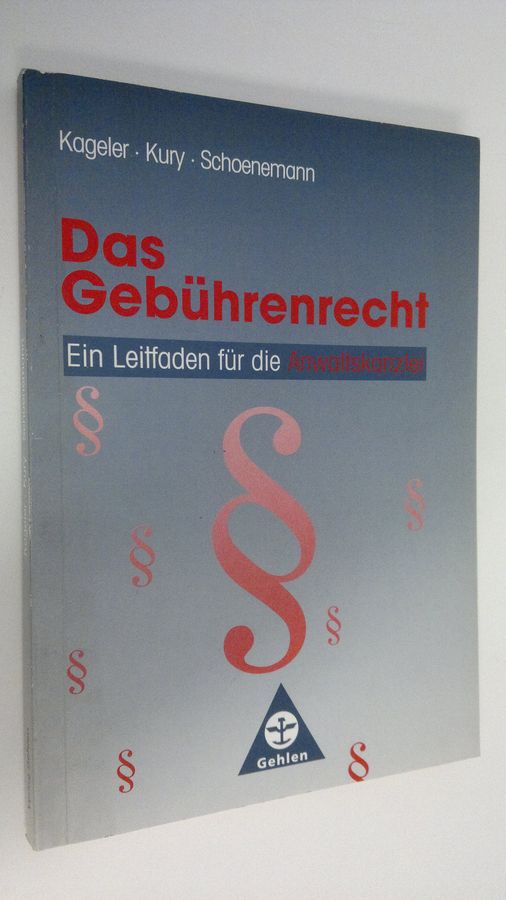 Kageler · Kury · Schoenemann
Das
Gebührenrecht
Ein Leitfaden für die Anwaltskanzlei
§
§
§
§
§
§
§
§
Gehlen